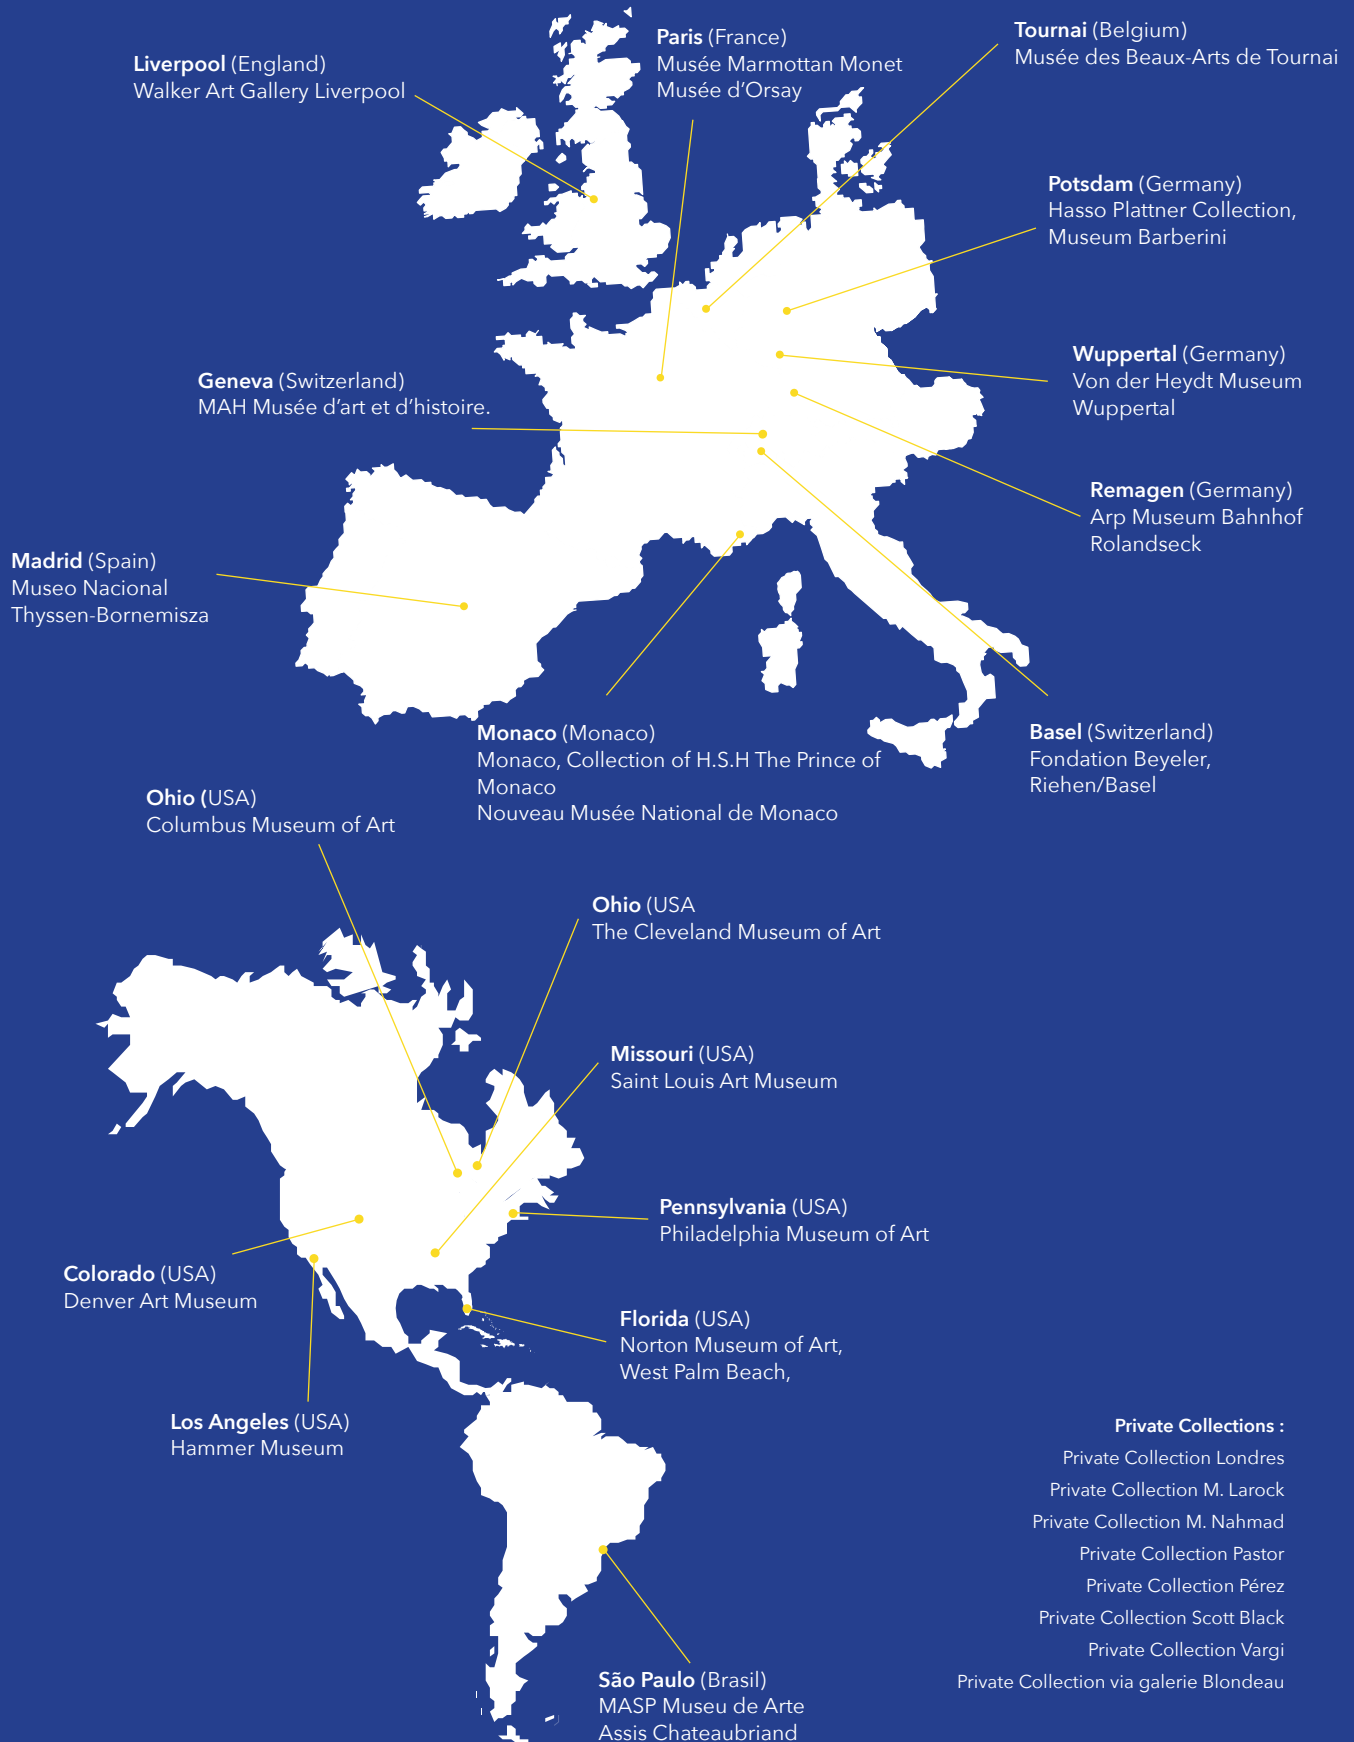 Liverpool (England)
Walker Art Gallery Liverpool
Paris (France)
Musée Marmottan Monet
Musée d’Orsay
Tournai (Belgium)
Musée des Beaux-Arts de Tournai
Potsdam (Germany)
Hasso Plattner Collection,
Museum Barberini
Wuppertal (Germany)
Von der Heydt Museum
Wuppertal
Geneva (Switzerland)
MAH Musée d’art et d’histoire.
Remagen (Germany)
Arp Museum Bahnhof
Rolandseck
Madrid (Spain)
Museo Nacional
Thyssen-Bornemisza
Monaco (Monaco)
Monaco, Collection of H.S.H The Prince of
Monaco
Nouveau Musée National de Monaco
Basel (Switzerland)
Fondation Beyeler,
Riehen/Basel
Ohio (USA)
Columbus Museum of Art
Ohio (USA
The Cleveland Museum of Art
Missouri (USA)
Saint Louis Art Museum
Pennsylvania (USA)
Philadelphia Museum of Art
Colorado (USA)
Denver Art Museum
Florida (USA)
Norton Museum of Art,
West Palm Beach,
Los Angeles (USA)
Hammer Museum
Private Collections :
Private Collection Londres
Private Collection M. Larock
Private Collection M. Nahmad
Private Collection Pastor
Private Collection Pérez
Private Collection Scott Black
Private Collection Vargi
Private Collection via galerie Blondeau
São Paulo (Brasil)
MASP Museu de Arte
Assis Chateaubriand